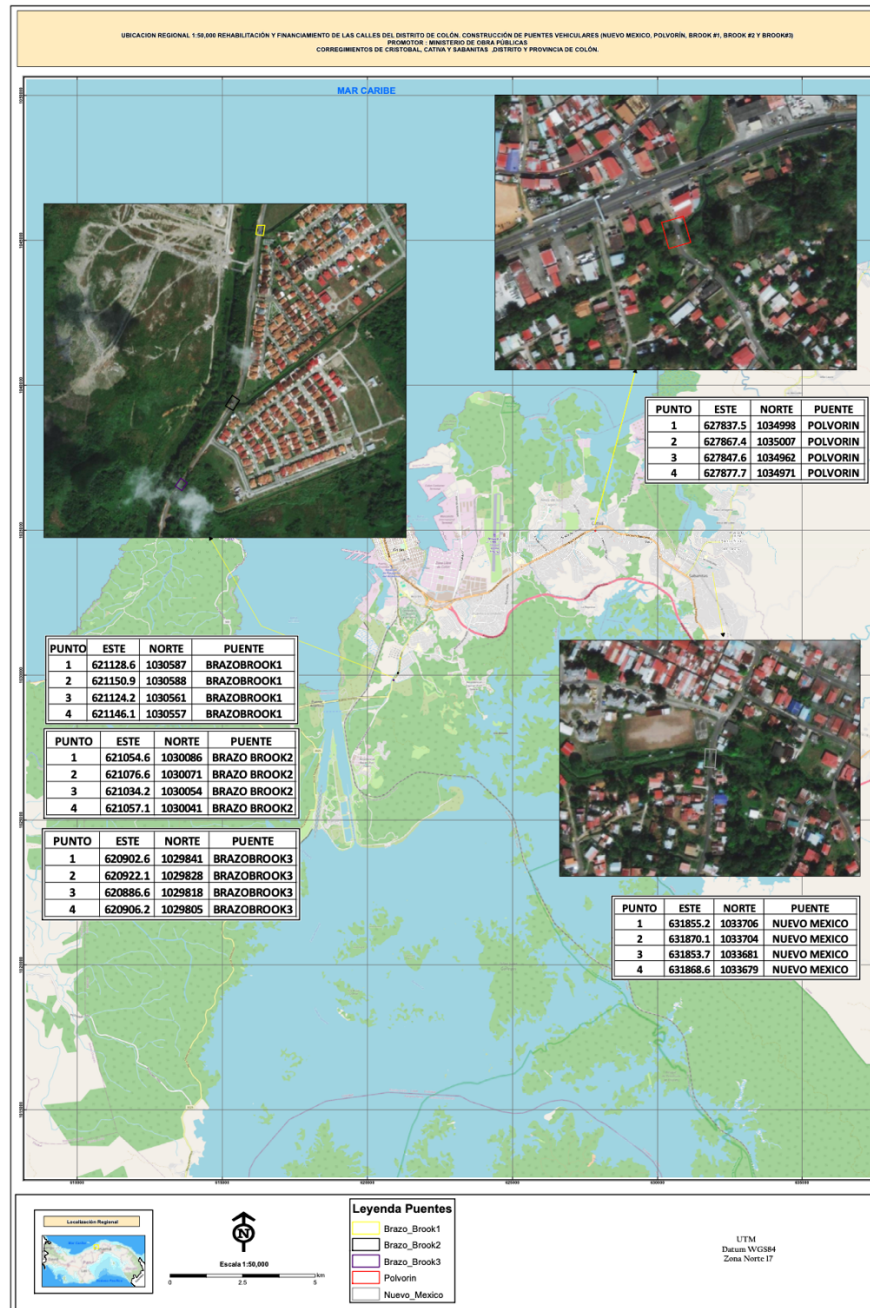 UBICACION REGIONAL 1:50,000 REHABILITACIÓN Y FINANCIAMIENTO DE LAS CALLES DEL DISTRITO DE COLÓN. CONSTRUCCIÓN DE PUENTES VEHICULARES (NUEVO MEXICO, POLVORÍN, BROOK #1, BROOK #2 Y BROOK#3)
PROMOTOR : MINISTERIO DE OBRA PÚBLICAS
CORREGIMIENTOS DE CRISTOBAL, CATIVA Y SABANITAS ,DISTRITO Y PROVINCIA DE COLÓN.
MAR CARIBE
PUNTO ESTE NORTE PUENTE
1 627837.5 1034998 POLVORIN
2 627867.4 1035007 POLVORIN
3 627847.6 1034962 POLVORIN
4 627877.7 1034971 POLVORIN
PUNTO ESTE NORTE PUENTE
1 621128.6 1030587 BRAZOBROOK1
2 621150.9 1030588 BRAZOBROOK1
3 621124.2 1030561 BRAZOBROOK1
4 621146.1 1030557 BRAZOBROOK1
PUNTO ESTE NORTE PUENTE
1 621054.6 1030086 BRAZO BROOK2
2 621076.6 1030071 BRAZO BROOK2
3 621034.2 1030054 BRAZO BROOK2
4 621057.1 1030041 BRAZO BROOK2
PUNTO ESTE NORTE PUENTE
1 620902.6 1029841 BRAZOBROOK3
2 620922.1 1029828 BRAZOBROOK3
3 620886.6 1029818 BRAZOBROOK3
4 620906.2 1029805 BRAZOBROOK3
PUNTO ESTE NORTE PUENTE
1 631855.2 1033706 NUEVO MEXICO
2 631870.1 1033704 NUEVO MEXICO
3 631853.7 1033681 NUEVO MEXICO
4 631868.6 1033679 NUEVO MEXICO
Localización Regional
N
Escala 1:50,000
0 2.5 5 km
Leyenda Puentes
Brazo_Brook1
Brazo_Brook2
Brazo_Brook3
Polvorin
Nuevo_Mexico
UTM
Datum WGS84
Zona Norte 17